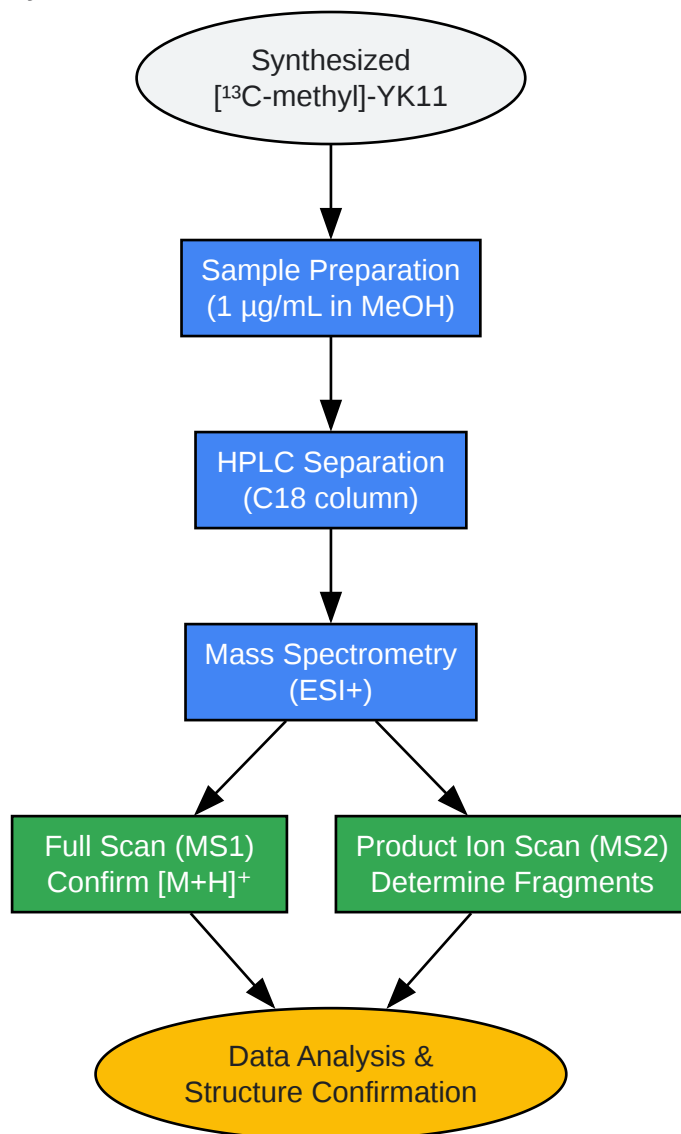 Synthesized
[¹³C-methyl]-YK11
Sample Preparation
(1 µg/mL in MeOH)
HPLC Separation
(C18 column)
Mass Spectrometry
(ESI+)
Full Scan (MS1)
Confirm [M+H]⁺
Product Ion Scan (MS2)
Determine Fragments
Data Analysis &
Structure Confirmation